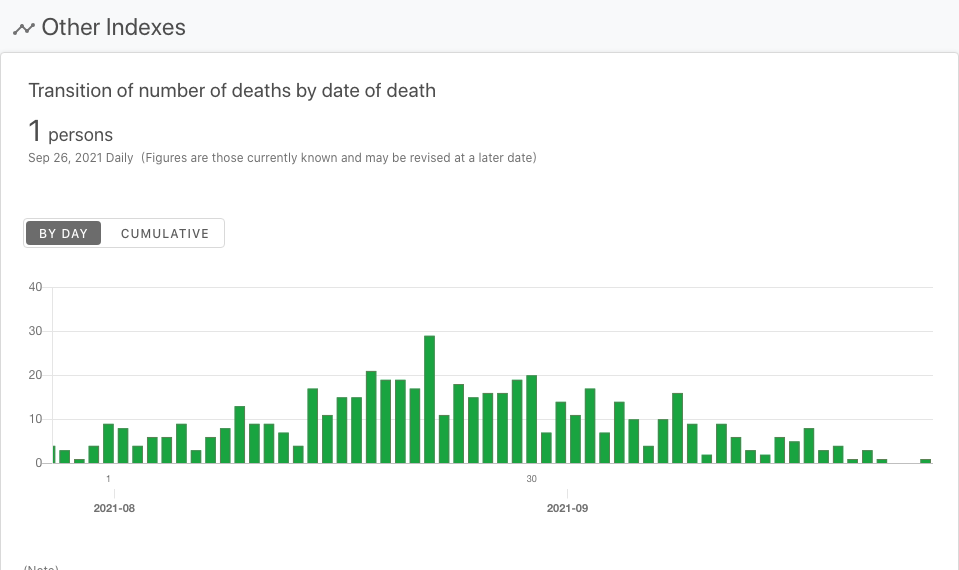 Other Indexes
Transition of number of deaths by date of death
1 persons
Sep 26, 2021 Daily (Figures are those currently known and may be revised at a later date)
BY DAY CUMULATIVE
40
30
20
10
0
1 30
2021-08 2021-09
(Note)